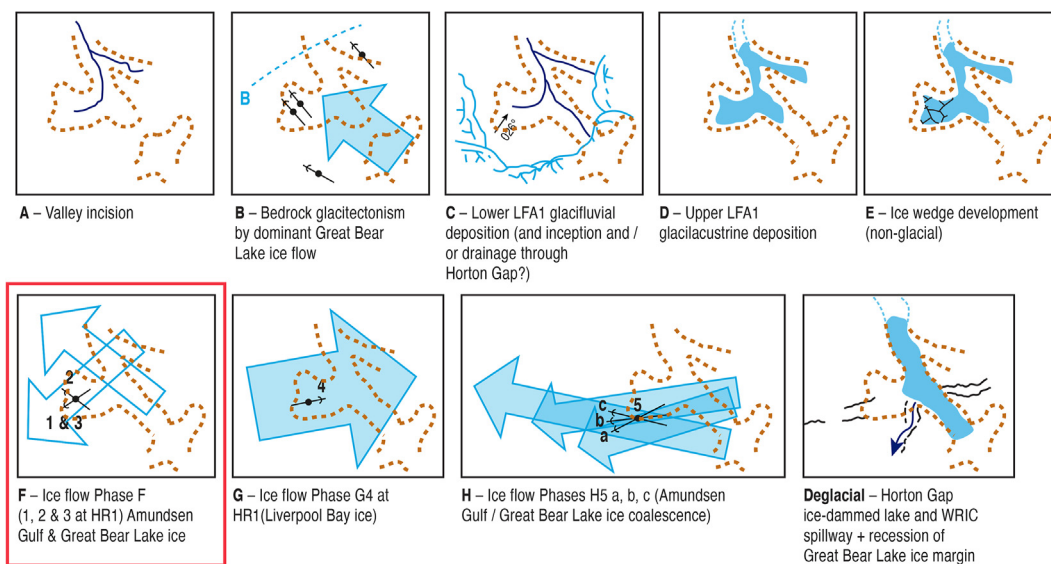 B
026°
A – Valley incision
B – Bedrock glacitectonism
by dominant Great Bear
Lake ice flow
C – Lower LFA1 glacifluvial
deposition (and inception and /
or drainage through
Horton Gap?)
D – Upper LFA1
glacilacustrine deposition
E – Ice wedge development
(non-glacial)
2
1 & 3
4
c
5
b
a
F – Ice flow Phase F
(1, 2 & 3 at HR1) Amundsen
Gulf & Great Bear Lake ice
G – Ice flow Phase G4 at
HR1(Liverpool Bay ice)
H – Ice flow Phases H5 a, b, c (Amundsen
Gulf / Great Bear Lake ice coalescence)
Deglacial – Horton Gap
ice-dammed lake and WRIC
spillway + recession of
Great Bear Lake ice margin